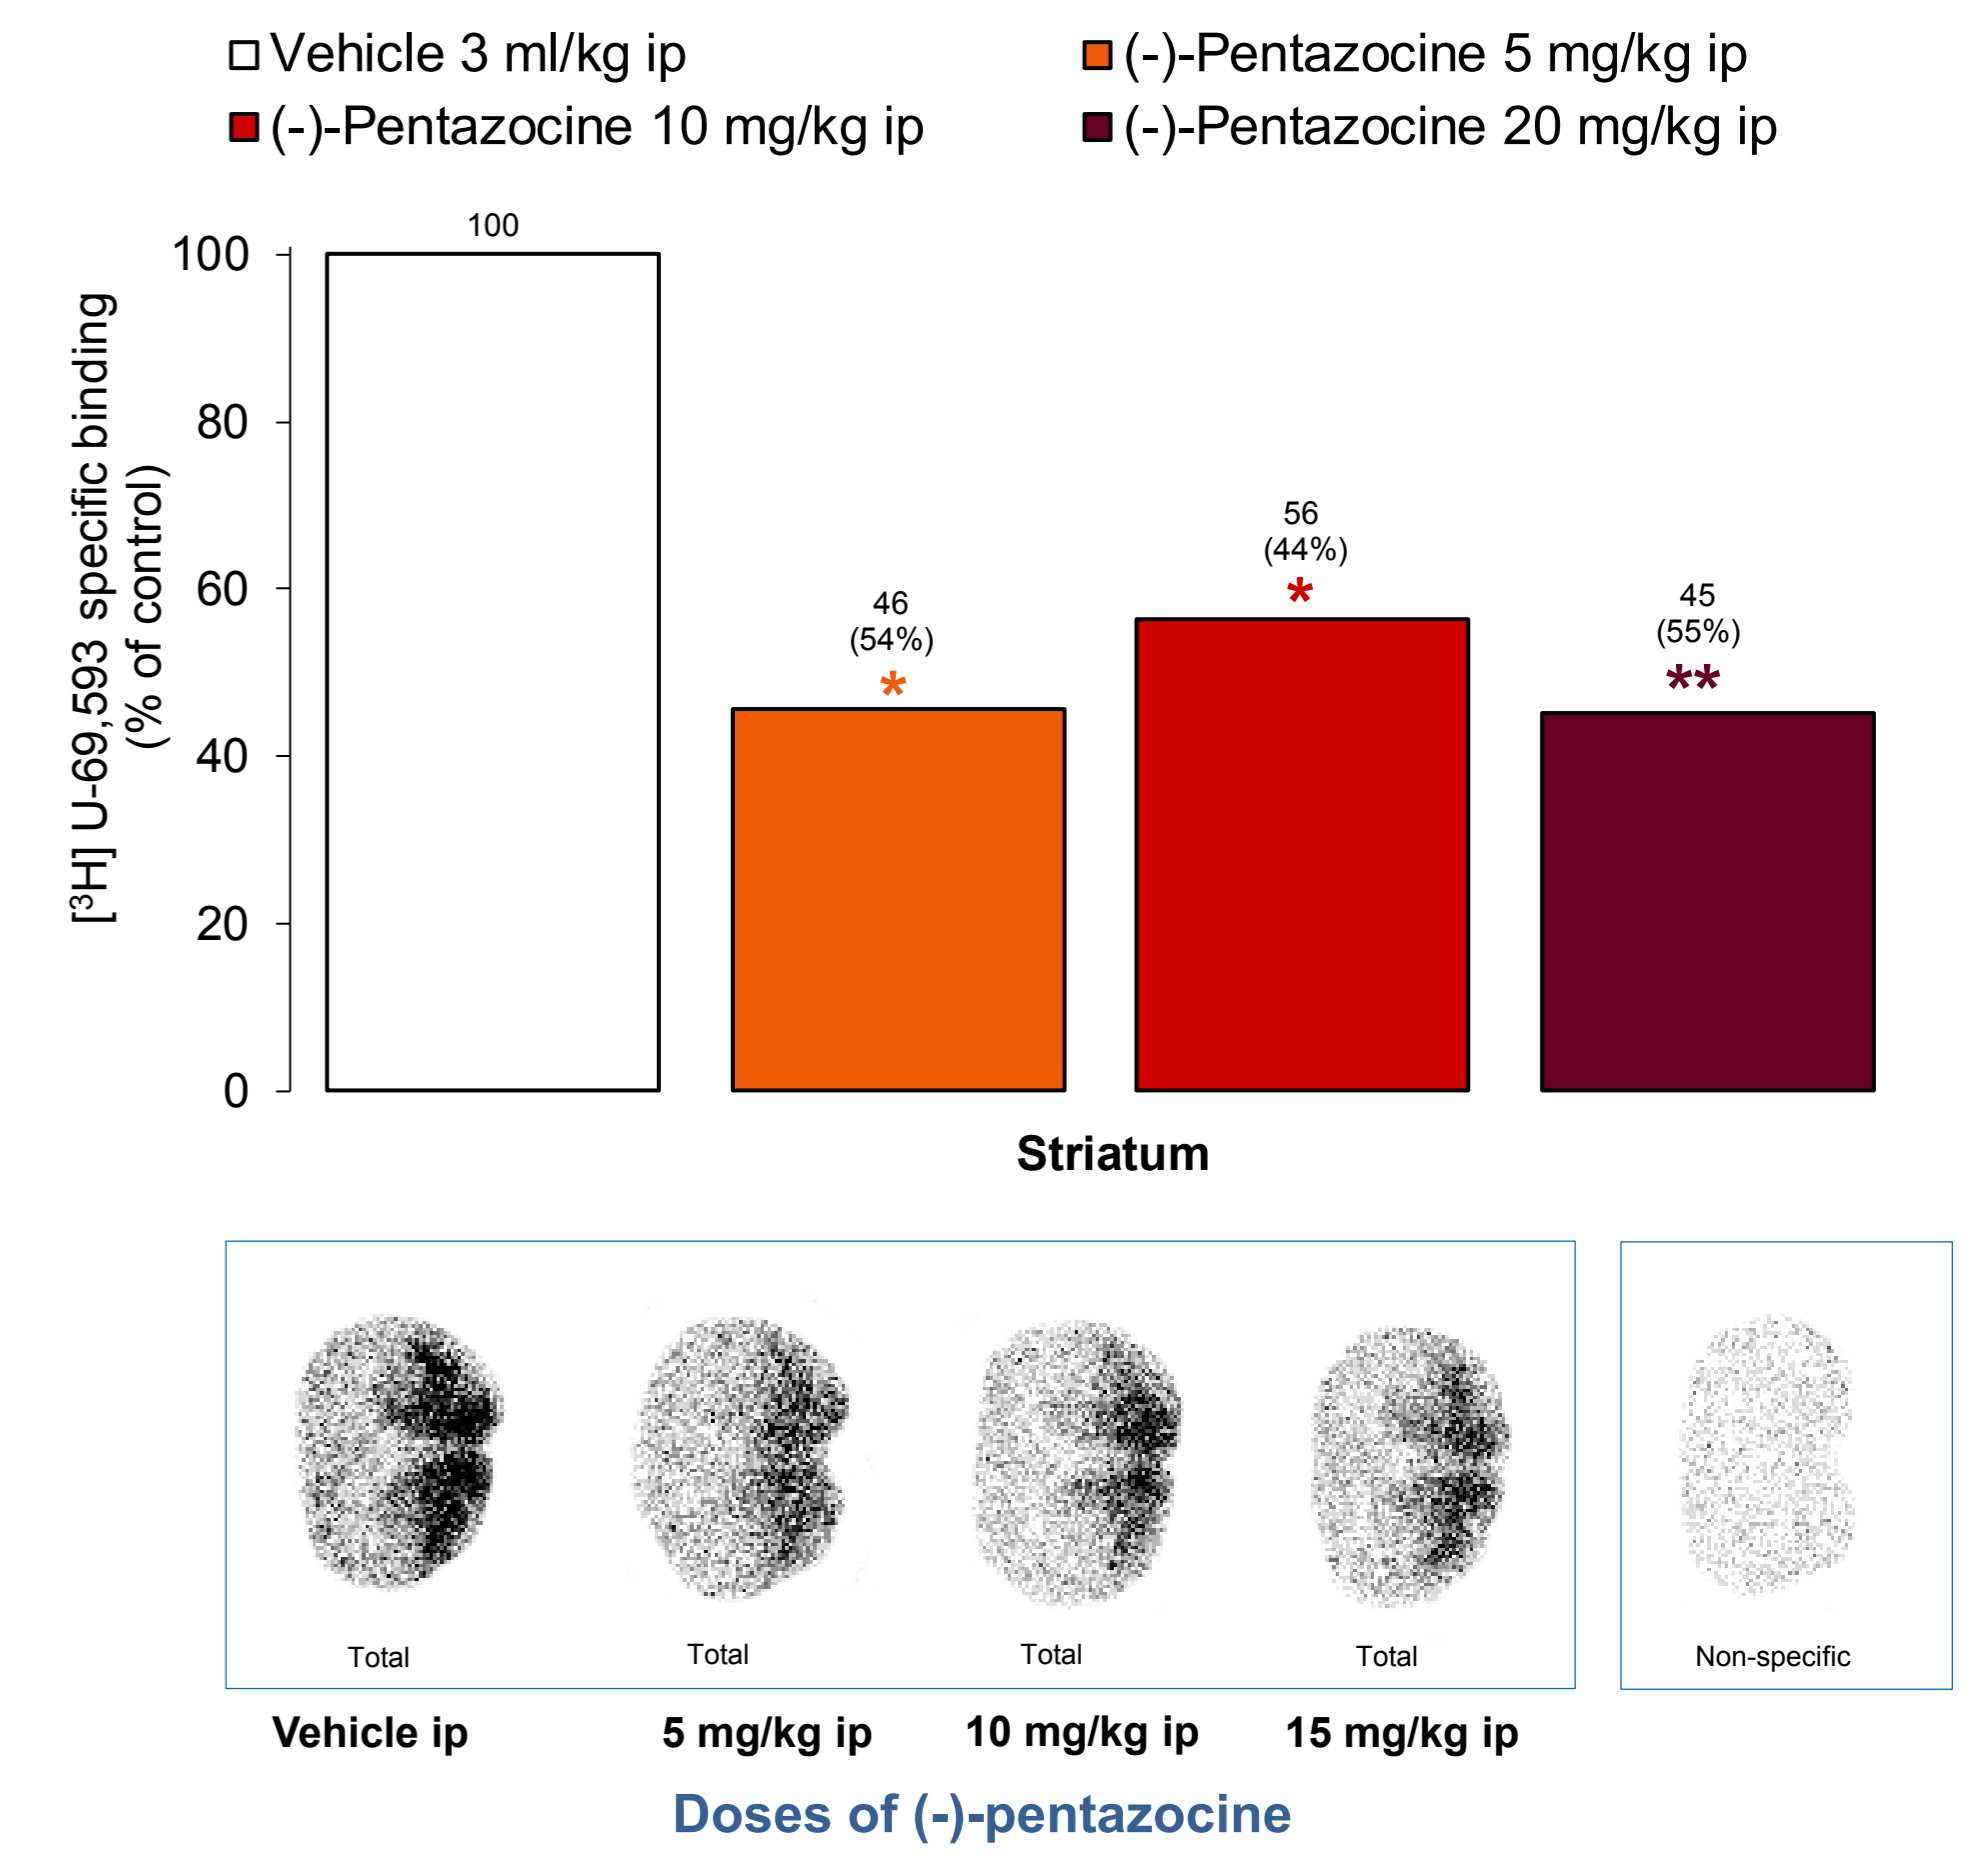 Vehicle 3 ml/kg ip
(-)-Pentazocine 5 mg/kg ip
(-)-Pentazocine 10 mg/kg ip
(-)-Pentazocine 20 mg/kg ip
[³H] U-69,593 specific binding
(% of control)
100
80
60
40
20
0
100
46
(54%)
*
56
(44%)
*
45
(55%)
**
Striatum
Total
Total
Total
Total
Non-specific
Vehicle ip
5 mg/kg ip
10 mg/kg ip
15 mg/kg ip
Doses of (-)-pentazocine